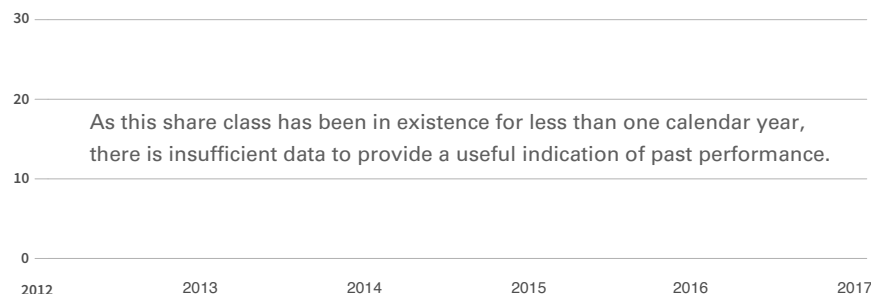 30
20
As this share class has been in existence for less than one calendar year,
there is insufficient data to provide a useful indication of past performance.
10
0
2012 2013 2014 2015 2016 2017